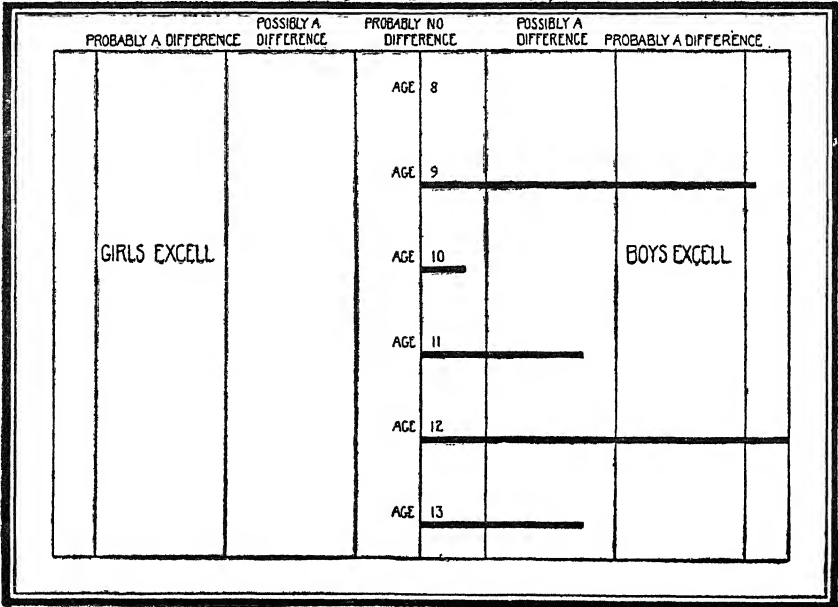 PROBABLY A DIFFERENCE
POSSIBLY A
DIFFERENCE
PROBABLY NO
DIFFERENCE
POSSIBLY A
DIFFERENCE
PROBABLY A DIFFERENCE
AGE 8
AGE 9
GIRLS EXCELL
AGE 10
BOYS EXCELL
AGE 11
AGE 12
AGE 13